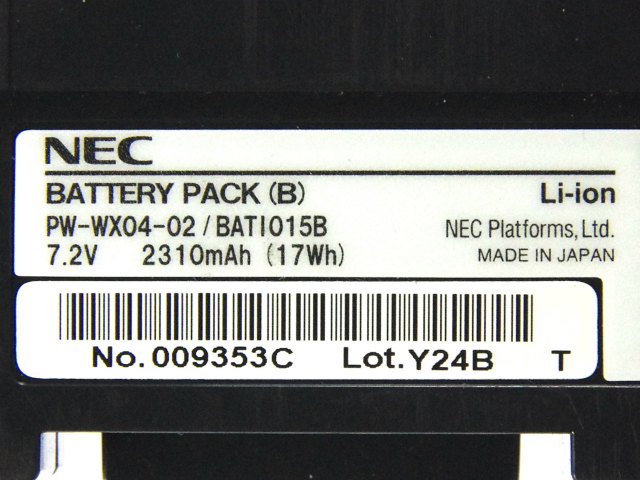 NEC
BATTERY PACK (B) Li-ion
PW-WX04-02/BATI015B NEC Platforms, Ltd.
7.2V 2310mAh (17Wh) MADE IN JAPAN
No. 009353C Lot. Y24B T